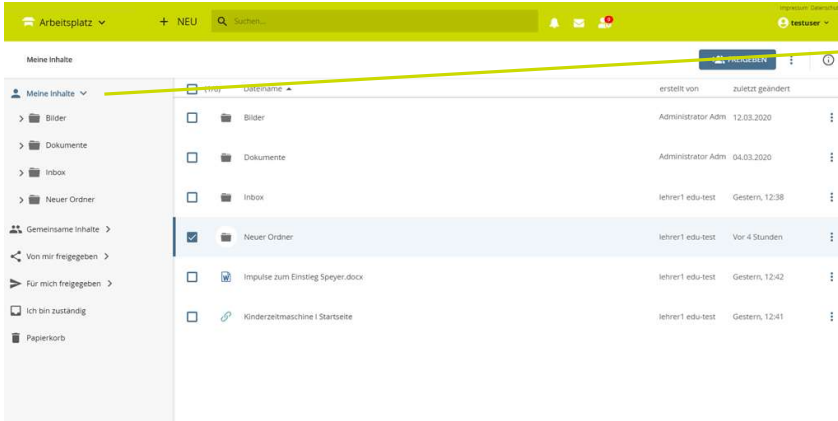 Impressum Datenschutz
Arbeitsplatz
+ NEU
Suchen...
testuser
Meine Inhalte
FREIGEBEN
Meine Inhalte
Dateiname
erstellt von
zuletzt geändert
Bilder
Bilder
Administrator Adm
12.03.2020
Dokumente
Dokumente
Administrator Adm
04.03.2020
Inbox
Inbox
lehrer1 edu-test
Gestern, 12:38
Neuer Ordner
Neuer Ordner
lehrer1 edu-test
Vor 4 Stunden
Gemeinsame Inhalte
Von mir freigegeben
Für mich freigegeben
Impulse zum Einstieg Speyer.docx
lehrer1 edu-test
Gestern, 12:42
Ich bin zuständig
Kinderzeitmaschine I Startseite
lehrer1 edu-test
Gestern, 12:41
Papierkorb